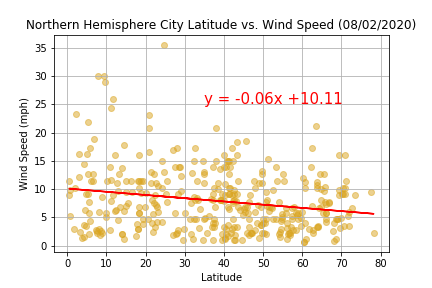 Northern Hemisphere City Latitude vs. Wind Speed (08/02/2020)
35
30
25
20
15
10
5
0
Wind Speed (mph)
y = -0.06x +10.11
0 10 20 30 40 50 60 70 80
Latitude